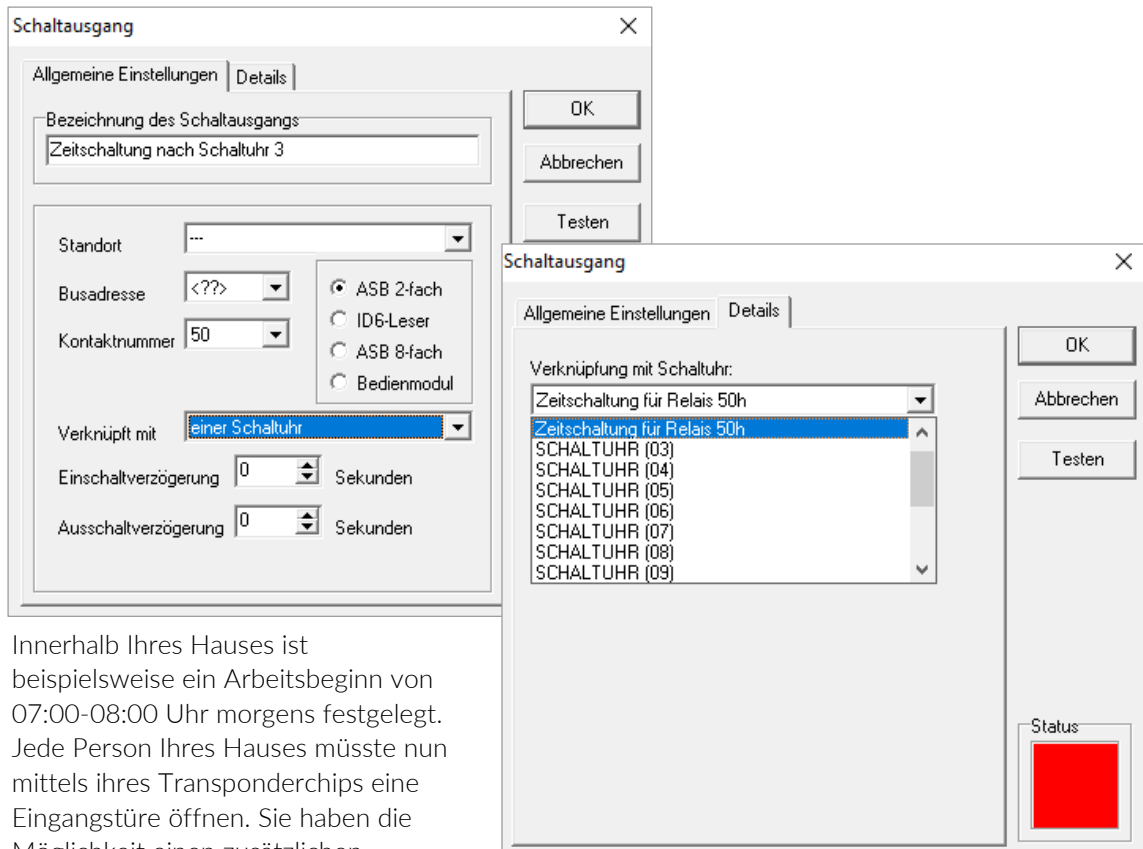 Schaltausgang
Allgemeine Einstellungen
Details
Bezeichnung des Schaltausgangs
Zeitschaltung nach Schaltuhr 3
OK
Abbrechen
Testen
Standort
---
Busadresse
<??>
Kontaktnummer
50
ASB 2-fach
ID6-Leser
ASB 8-fach
Bedienmodul
Verknüpft mit
einer Schaltuhr
Einschaltverzögerung
0
Sekunden
Ausschaltverzögerung
0
Sekunden
Schaltausgang
Allgemeine Einstellungen
Details
Verknüpfung mit Schaltuhr:
Zeitschaltung für Relais 50h
Zeitschaltung für Relais 50h
SCHALTUHR (03)
SCHALTUHR (04)
SCHALTUHR (05)
SCHALTUHR (06)
SCHALTUHR (07)
SCHALTUHR (08)
SCHALTUHR (09)
OK
Abbrechen
Testen
Status
Innerhalb Ihres Hauses ist
beispielsweise ein Arbeitsbeginn von
07:00-08:00 Uhr morgens festgelegt.
Jede Person Ihres Hauses müsste nun
mittels ihres Transponderchips eine
Eingangstüre öffnen. Sie haben die
Möglichkeit einen zusätzlichen